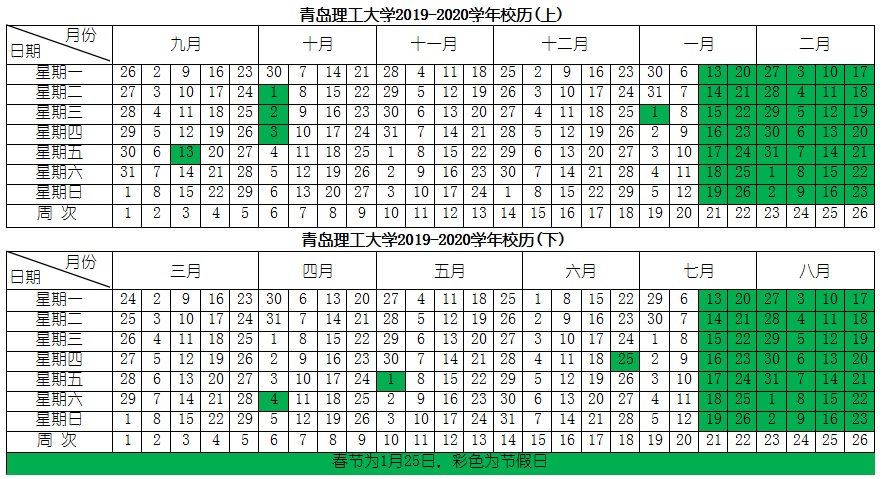 青岛理工大学2019-2020学年校历(上)
月份 日期 九月 十月 十一月 十二月 一月 二月
星期一 26 2 9 16 23 30 7 14 21 28 4 11 18 25 2 9 16 23 30 6 13 20 27 3 10 17
星期二 27 3 10 17 24 1 8 15 22 29 5 12 19 26 3 10 17 24 31 7 14 21 28 4 11 18
星期三 28 4 11 18 25 2 9 16 23 30 6 13 20 27 4 11 18 25 1 8 15 22 29 5 12 19
星期四 29 5 12 19 26 3 10 17 24 31 7 14 21 28 5 12 19 26 2 9 16 23 30 6 13 20
星期五 30 6 13 20 27 4 11 18 25 1 8 15 22 29 6 13 20 27 3 10 17 24 31 7 14 21
星期六 31 7 14 21 28 5 12 19 26 2 9 16 23 30 7 14 21 28 4 11 18 25 1 8 15 22
星期日 1 8 15 22 29 6 13 20 27 3 10 17 24 1 8 15 22 29 5 12 19 26 2 9 16 23
周 次 1 2 3 4 5 6 7 8 9 10 11 12 13 14 15 16 17 18 19 20 21 22 23 24 25 26
青岛理工大学2019-2020学年校历(下)
月份 日期 三月 四月 五月 六月 七月 八月
星期一 24 2 9 16 23 30 6 13 20 27 4 11 18 25 1 8 15 22 29 6 13 20 27 3 10 17
星期二 25 3 10 17 24 31 7 14 21 28 5 12 19 26 2 9 16 23 30 7 14 21 28 4 11 18
星期三 26 4 11 18 25 1 8 15 22 29 6 13 20 27 3 10 17 24 1 8 15 22 29 5 12 19
星期四 27 5 12 19 26 2 9 16 23 30 7 14 21 28 4 11 18 25 2 9 16 23 30 6 13 20
星期五 28 6 13 20 27 3 10 17 24 1 8 15 22 29 5 12 19 26 3 10 17 24 31 7 14 21
星期六 29 7 14 21 28 4 11 18 25 2 9 16 23 30 6 13 20 27 4 11 18 25 1 8 15 22
星期日 1 8 15 22 29 5 12 19 26 3 10 17 24 31 7 14 21 28 5 12 19 26 2 9 16 23
周 次 1 2 3 4 5 6 7 8 9 10 11 12 13 14 15 16 17 18 19 20 21 22 23 24 25 26
春节为1月25日，彩色为节假日